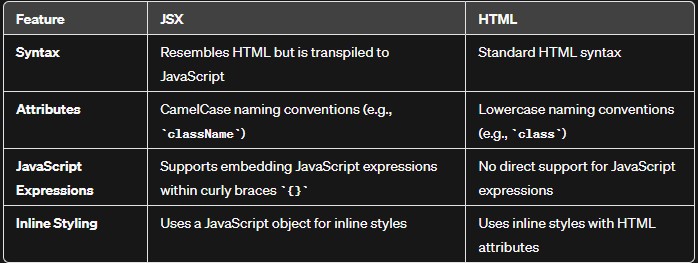 Feature JSX HTML
Syntax Resembles HTML but is transpiled to Standard HTML syntax
JavaScript
Attributes CamelCase naming conventions (e.g., Lowercase naming conventions
`className`) (e.g., `class`)
JavaScript Supports embedding JavaScript expressions No direct support for JavaScript
Expressions within curly braces `{}` expressions
Inline Styling Uses a JavaScript object for inline styles Uses inline styles with HTML
attributes